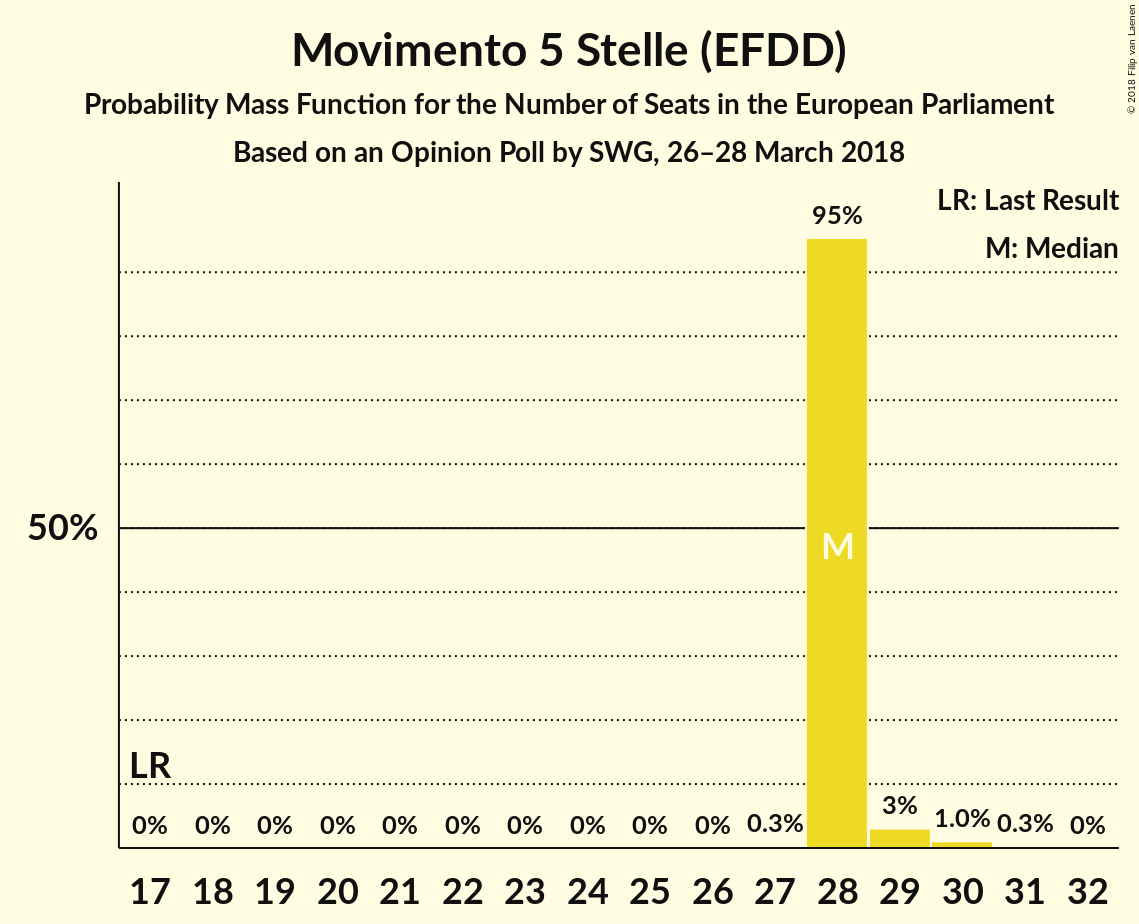 Movimento 5 Stelle (EFDD)
Probability Mass Function for the Number of Seats in the European Parliament
Based on an Opinion Poll by SWG, 26–28 March 2018
© 2018 Filip van Laenen
LR: Last Result
M: Median
95%
50%
M
LR
0% 0% 0% 0% 0% 0% 0% 0% 0% 0% 0.3% 3% 1.0% 0.3% 0%
17 18 19 20 21 22 23 24 25 26 27 28 29 30 31 32